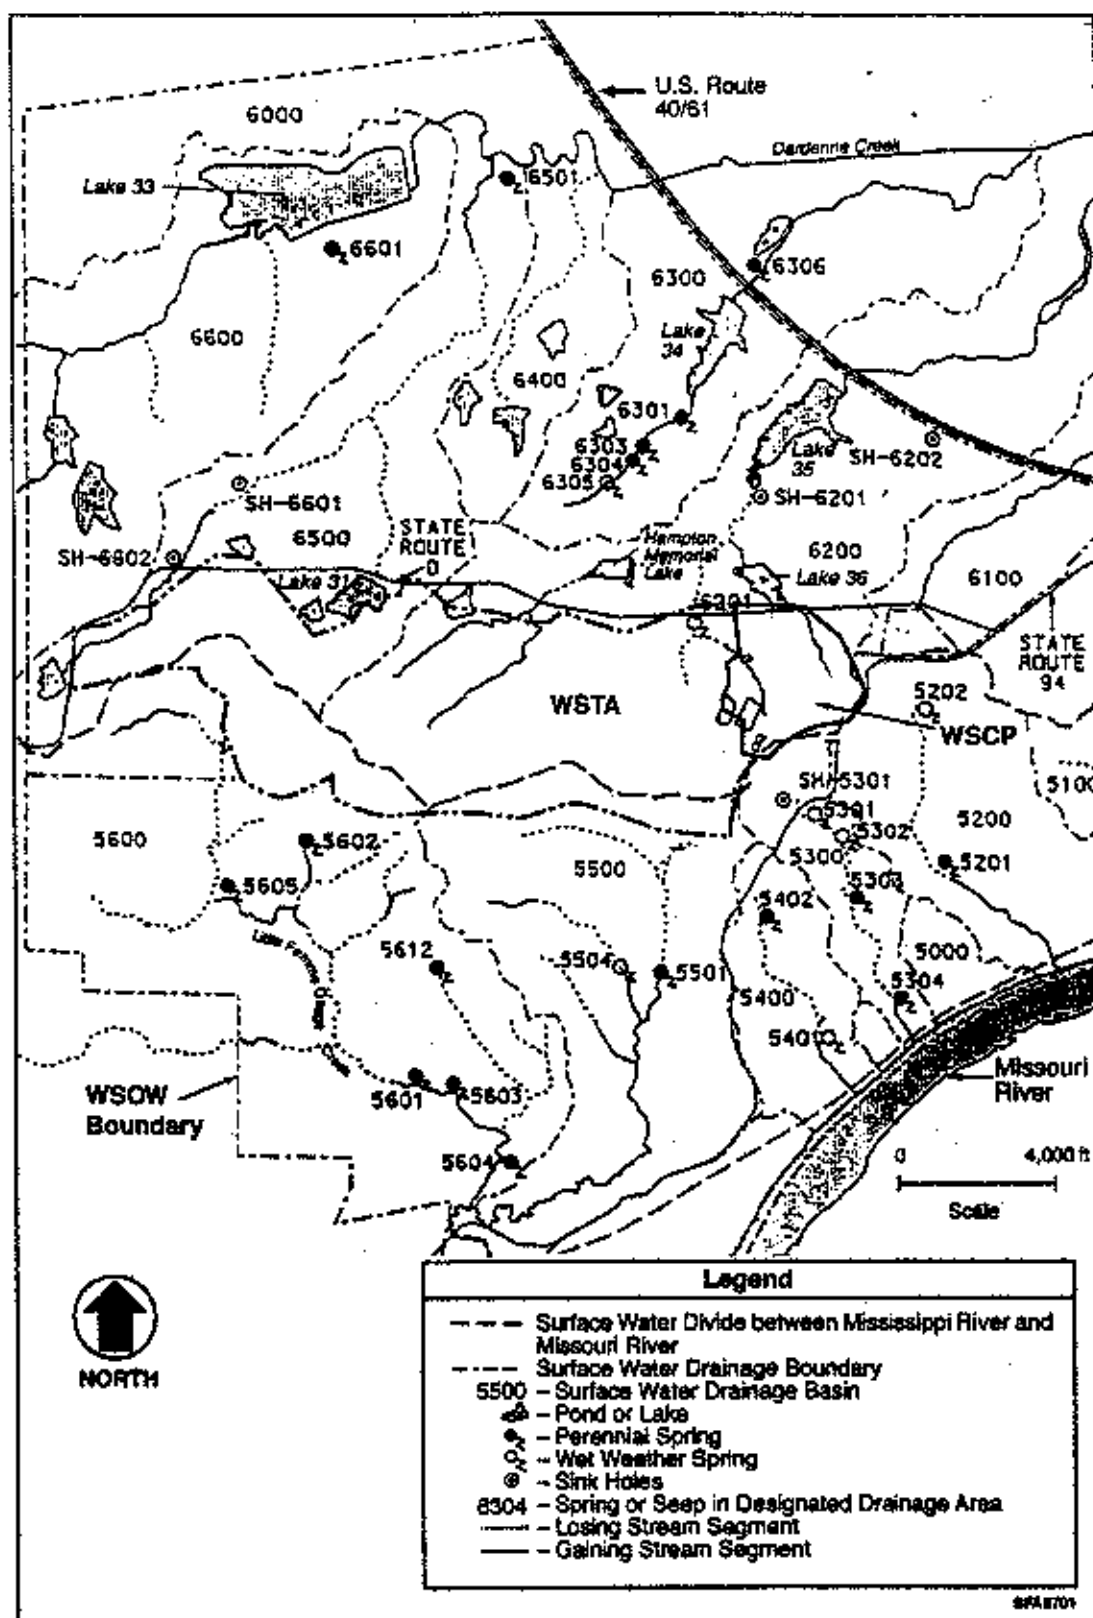 U.S. Route
40/61
6000
Dardenne Creek
Lake 33
6501
6601
6300
6306
6600
Lake
34
6400
6301
6303
6304
6305
Lake
35
SH-6202
SH-6601
SH-6201
STATE
ROUTE
D
Hampton
Memorial
Lake
6500
SH-6602
6200
Lake 31
Lake 36
6100
6201
STATE
ROUTE
94
WSTA
5202
WSCP
5100
SH-5301
5301
5302
5600
5602
5200
5300
5500
5201
5605
5303
5402
Little Femme Osage Creek
5612
5504
5501
5000
5304
5400
5401
WSOW
Boundary
5601
5603
Missouri
River
5604
0 4,000 ft
Scale
NORTH
Legend
Surface Water Divide between Mississippi River and
Missouri River
Surface Water Drainage Boundary
5500 – Surface Water Drainage Basin
– Pond or Lake
– Perennial Spring
– Wet Weather Spring
– Sink Holes
6304 – Spring or Seep in Designated Drainage Area
– Losing Stream Segment
– Gaining Stream Segment